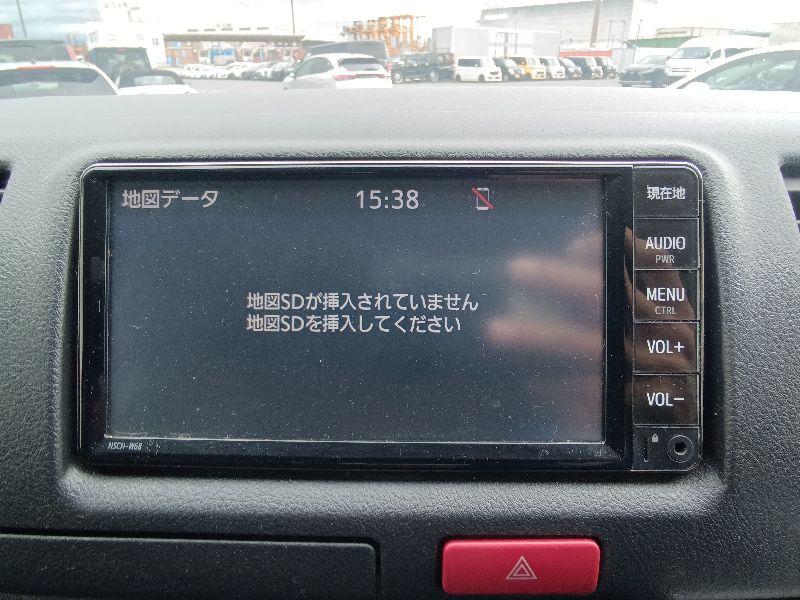 地図データ 15:38
現在地
AUDIO
PWR
地図SDが挿入されていません
地図SDを挿入してください
MENU
CTRL
VOL+
VOL-
NSCN-W68